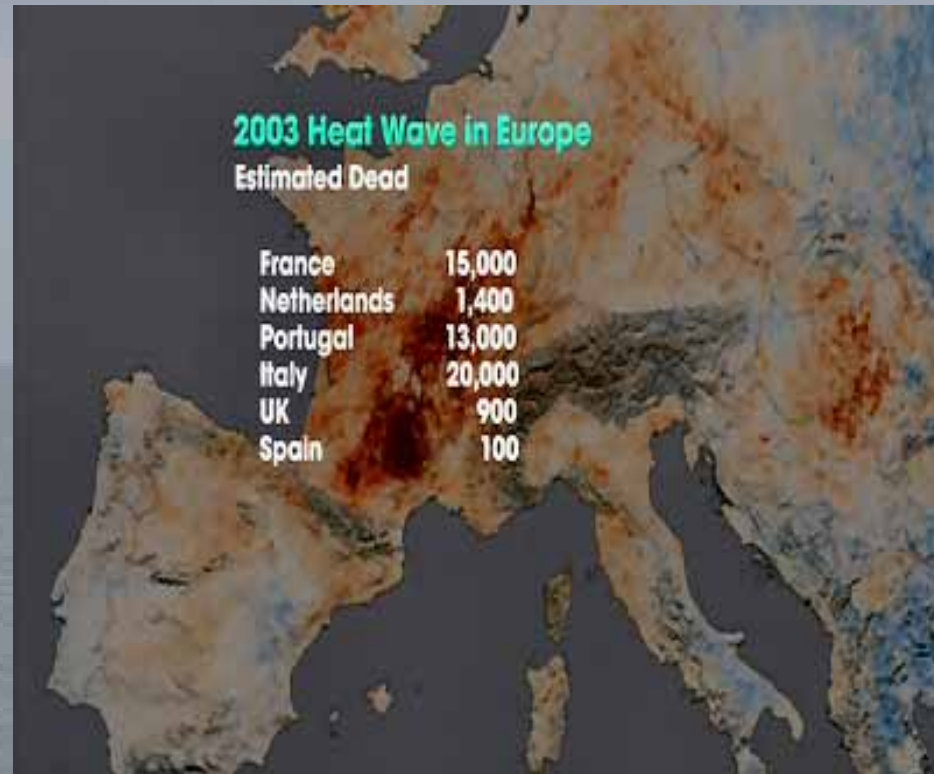 2003 Heat Wave in Europe
Estimated Dead
France 15,000
Netherlands 1,400
Portugal 13,000
Italy 20,000
UK 900
Spain 100